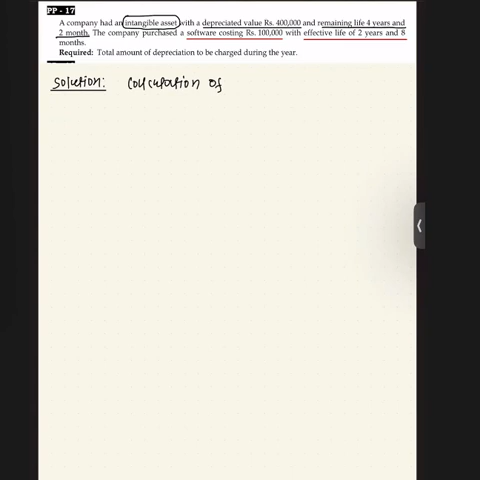 PP - 17
A company had an intangible asset with a depreciated value Rs. 400,000 and remaining life 4 years and
2 month. The company purchased a software costing Rs. 100,000 with effective life of 2 years and 8
months.
Required: Total amount of depreciation to be charged during the year.
Solution: Calculation of